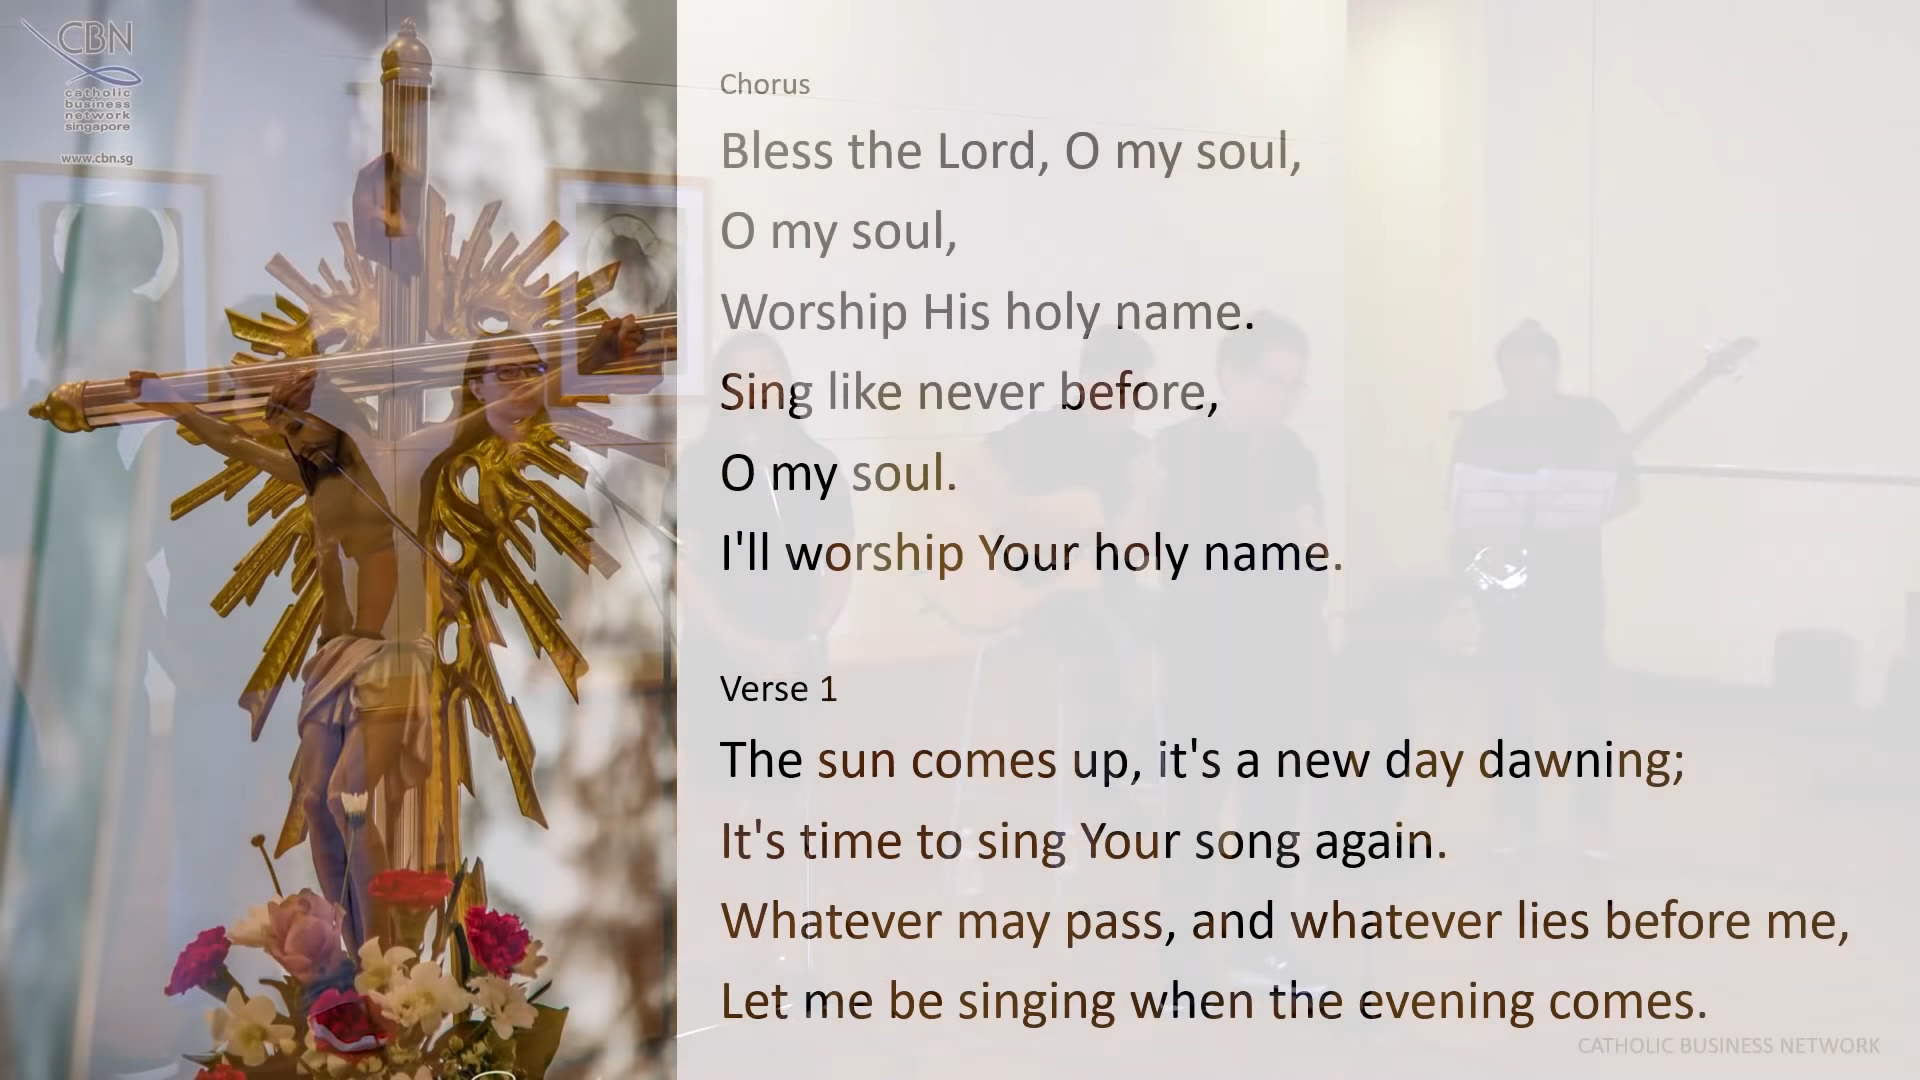 CBN
catholic
business
network
singapore
www.cbn.sg
Chorus
Bless the Lord, O my soul,
O my soul,
Worship His holy name.
Sing like never before,
O my soul.
I'll worship Your holy name.
Verse 1
The sun comes up, it's a new day dawning;
It's time to sing Your song again.
Whatever may pass, and whatever lies before me,
Let me be singing when the evening comes.
CATHOLIC BUSINESS NETWORK